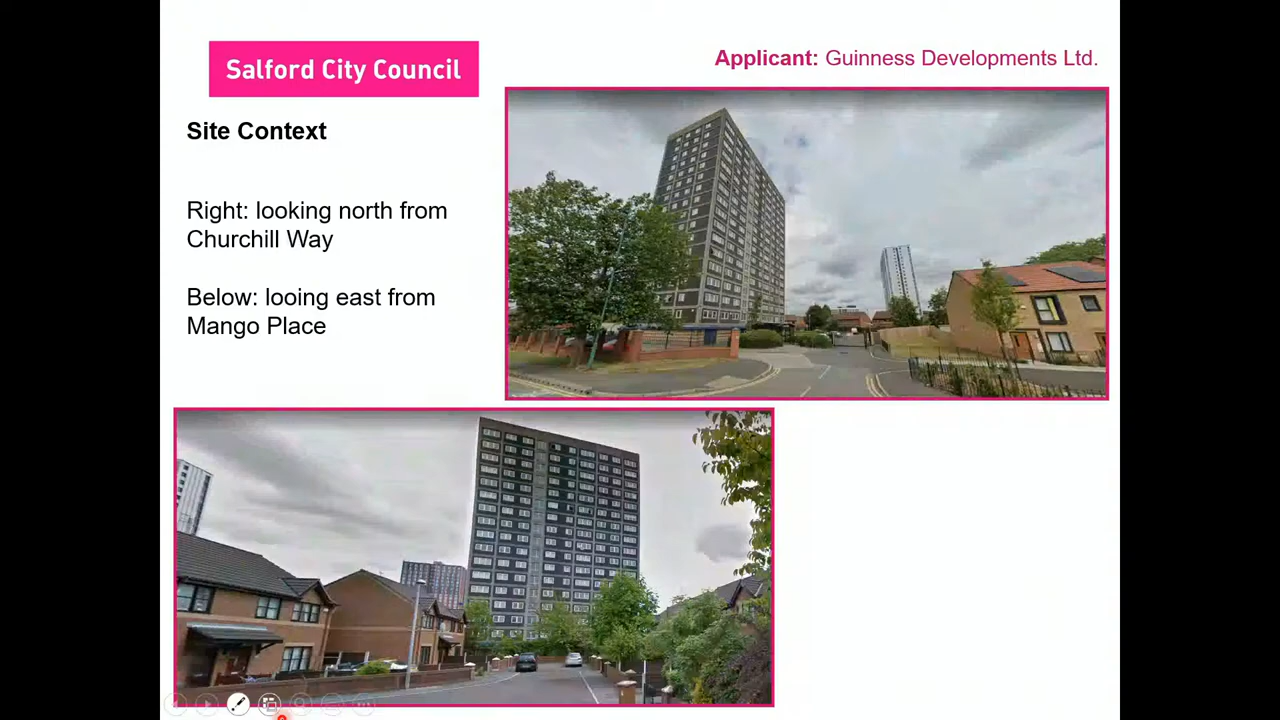 Salford City Council
Applicant: Guinness Developments Ltd.
Site Context
Right: looking north from
Churchill Way
Below: looing east from
Mango Place